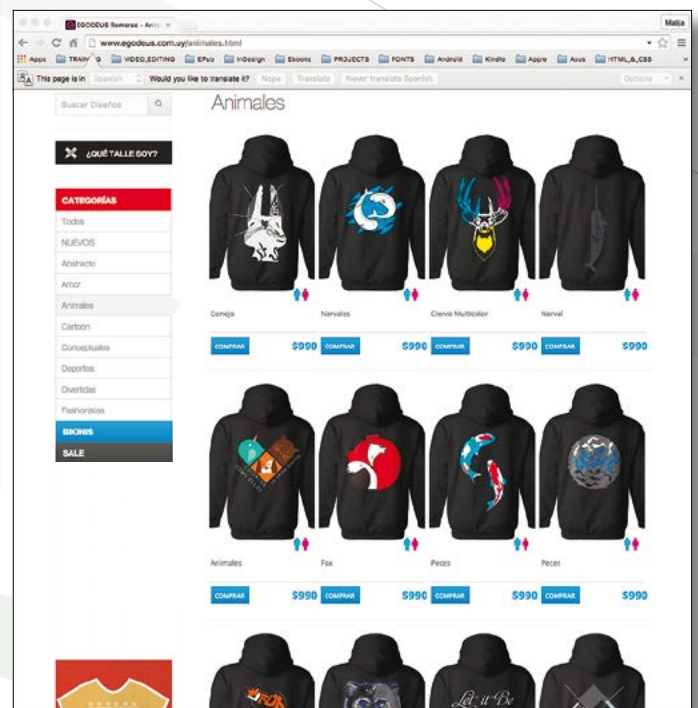 EGODEUS Remeras - Anim
Matija
www.egodeus.com.uy/animales.html
Apps TRAINING VIDEO_EDITING EPub InDesign Ebooks PROJECTS FONTS Android Kindle Apple Asus HTML_&_CSS
This page is in Spanish Would you like to translate it? Nope Translate Never translate Spanish Options
Buscar Diseños
¿QUÉ TALLE SOY?
CATEGORÍAS
Todos
NUEVOS
Abstracto
Amor
Animales
Cartoon
Conceptuales
Deportes
Divertidas
Fashionistas
BIKINIS
SALE
Animales
Conejo Narvales Ciervo Multicolor Narval
COMPRAR $990 COMPRAR $990 COMPRAR $990 COMPRAR $990
Animales Fox Peces Peces
COMPRAR $990 COMPRAR $990 COMPRAR $990 COMPRAR $990
Let it Be